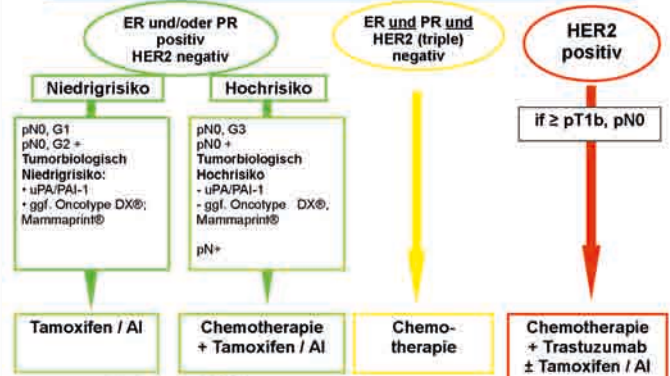 ER und/oder PR
positiv
HER2 negativ
ER und PR und
HER2 (triple)
negativ
HER2
positiv
Niedrigrisiko
Hochrisiko
if ≥ pT1b, pN0
pN0, G1
pN0, G2 +
Tumorbiologisch
Niedrigrisiko:
• uPA/PAI-1
• ggf. Oncotype DX®;
Mammaprint®
pN0, G3
pN0 +
Tumorbiologisch
Hochrisiko
- uPA/PAI-1
- ggf. Oncotype DX®,
Mammaprint®
pN+
Tamoxifen / AI
Chemotherapie
+ Tamoxifen / AI
Chemo-
therapie
Chemotherapie
+ Trastuzumab
± Tamoxifen / AI